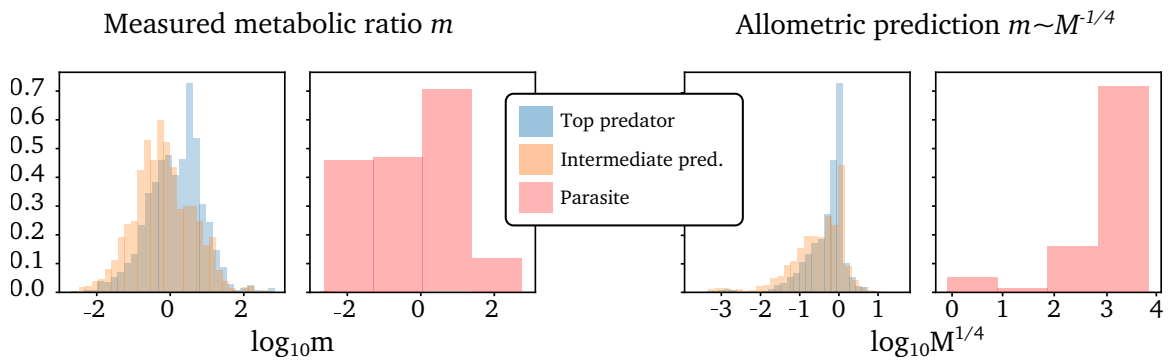 Measured metabolic ratio m
Allometric prediction m~M^-1/4
0.7
0.6
0.5
0.4
0.3
0.2
0.1
0.0
Top predator
Intermediate pred.
Parasite
-2 0 2
-2 0 2
-3 -2 -1 0 1
0 1 2 3 4
log₁₀m
log₁₀M^1/4